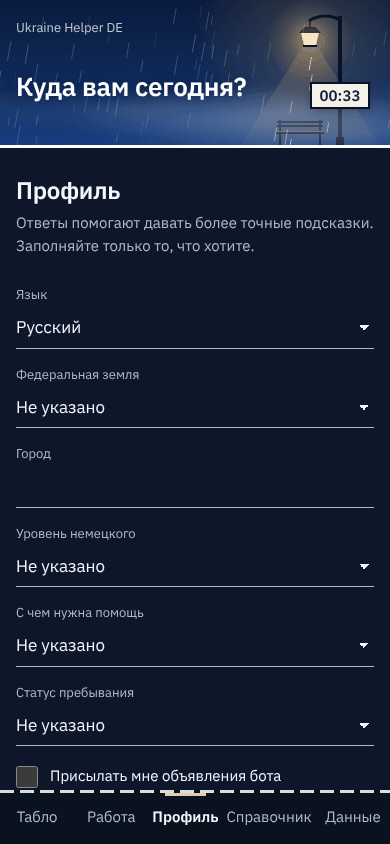 Ukraine Helper DE
Куда вам сегодня?
00:33
Профиль
Ответы помогают давать более точные подсказки.
Заполняйте только то, что хотите.
Язык
Русский
Федеральная земля
Не указано
Город
Уровень немецкого
Не указано
С чем нужна помощь
Не указано
Статус пребывания
Не указано
Присылать мне объявления бота
Табло Работа Профиль Справочник Данные